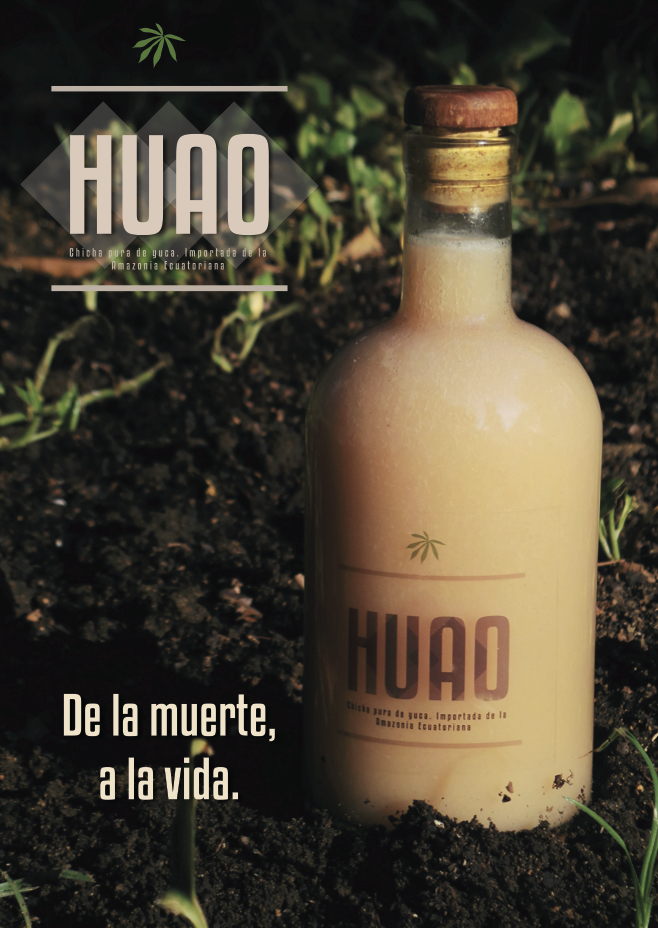 HUAO
Chicha pura de yuca. Importada de la
Amazonia Ecuatoriana
HUAO
Chicha pura de yuca. Importada de la
Amazonia Ecuatoriana
De la muerte,
a la vida.